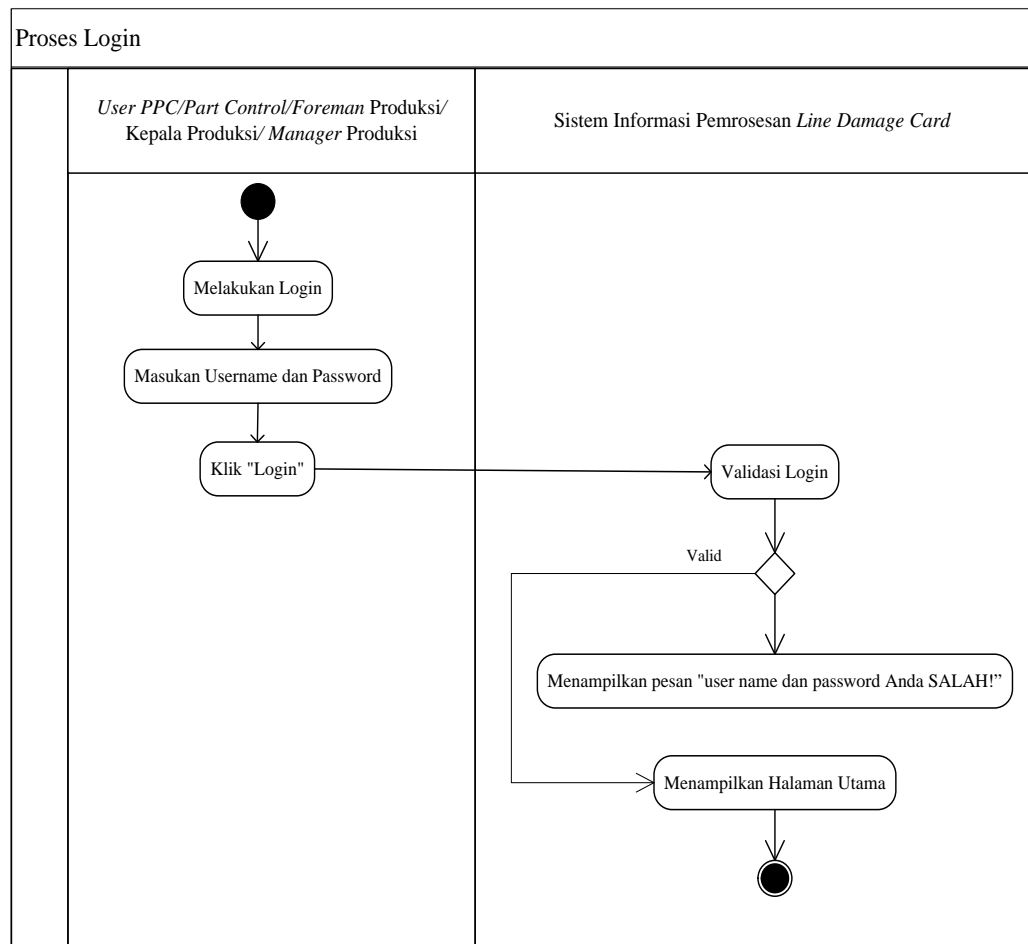 Proses Login
User PPC/Part Control/Foreman Produksi/
Kepala Produksi/ Manager Produksi
Sistem Informasi Pemrosesan Line Damage Card
Melakukan Login
Masukan Username dan Password
Klik "Login"
Validasi Login
Valid
Menampilkan pesan "user name dan password Anda SALAH!”
Menampilkan Halaman Utama